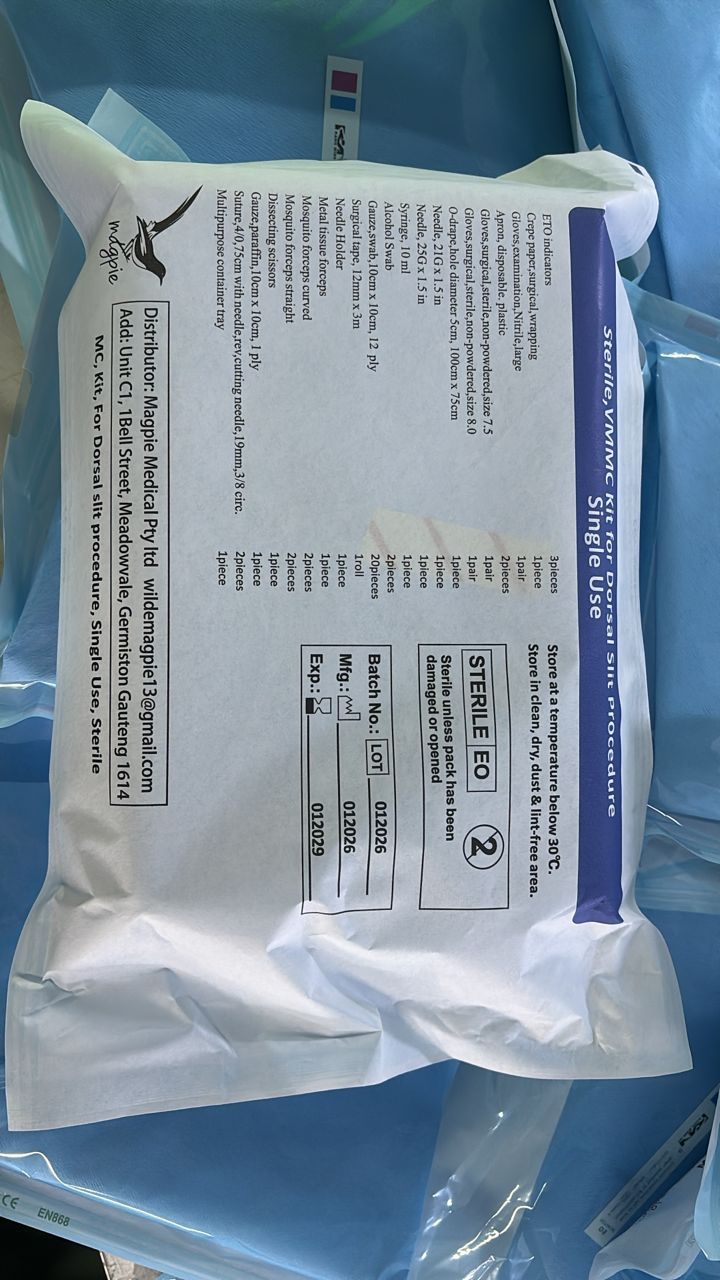 Sterile,VMMC Kit for Dorsal Slit Procedure
Single Use
ETO indicators 3pieces
Crepe paper,surgical,wrapping 1piece
Gloves,examination,Nitrile,large 1pair
Apron, disposable, plastic 2pieces
Gloves,surgical,sterile,non-powdered,size 7.5 1pair
Gloves,surgical,sterile,non-powdered,size 8.0 1pair
O-drape,hole diameter 5cm, 100cm x 75cm 1piece
Needle, 21G x 1.5 in 1piece
Needle, 25G x 1.5 in 1piece
Syringe, 10 ml 1piece
Alcohol Swab 2pieces
Gauze,swab,10cm x 10cm, 12 ply 20pieces
Surgical tape, 12mm x 3m 1roll
Needle Holder 1piece
Metal tissue forceps 1piece
Mosquito forceps curved 2pieces
Mosquito forceps straight 2pieces
Dissecting scissors 1piece
Gauze,paraffin,10cm x 10cm, 1 ply 1piece
Suture,4/0,75cm with needle,rev,cutting needle,19mm,3/8 circ. 2pieces
Multipurpose container tray 1piece
Store at a temperature below 30℃.
Store in clean, dry, dust & lint-free area.
STERILE EO 2
Sterile unless pack has been
damaged or opened
Batch No.: LOT 012026
Mfg.: 012026
Exp.: 012029
magpie
Distributor: Magpie Medical Pty ltd wildemagpie13@gmail.com
Add: Unit C1, 1Bell Street, Meadowvale, Germiston Gauteng 1614
MC, Kit, For Dorsal slit procedure, Single Use, Sterile
CE EN868